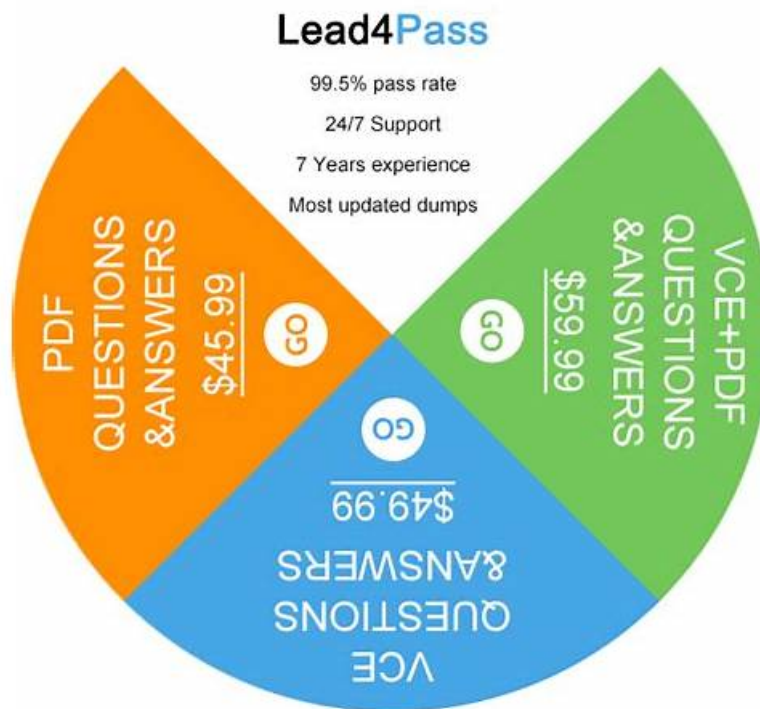 Lead4Pass
99.5% pass rate
24/7 Support
7 Years experience
Most updated dumps
PDF
QUESTIONS
&ANSWERS
$45.99
GO
VCE
QUESTIONS
&ANSWERS
$49.99
GO
VCE+PDF
QUESTIONS
&ANSWERS
$59.99
GO